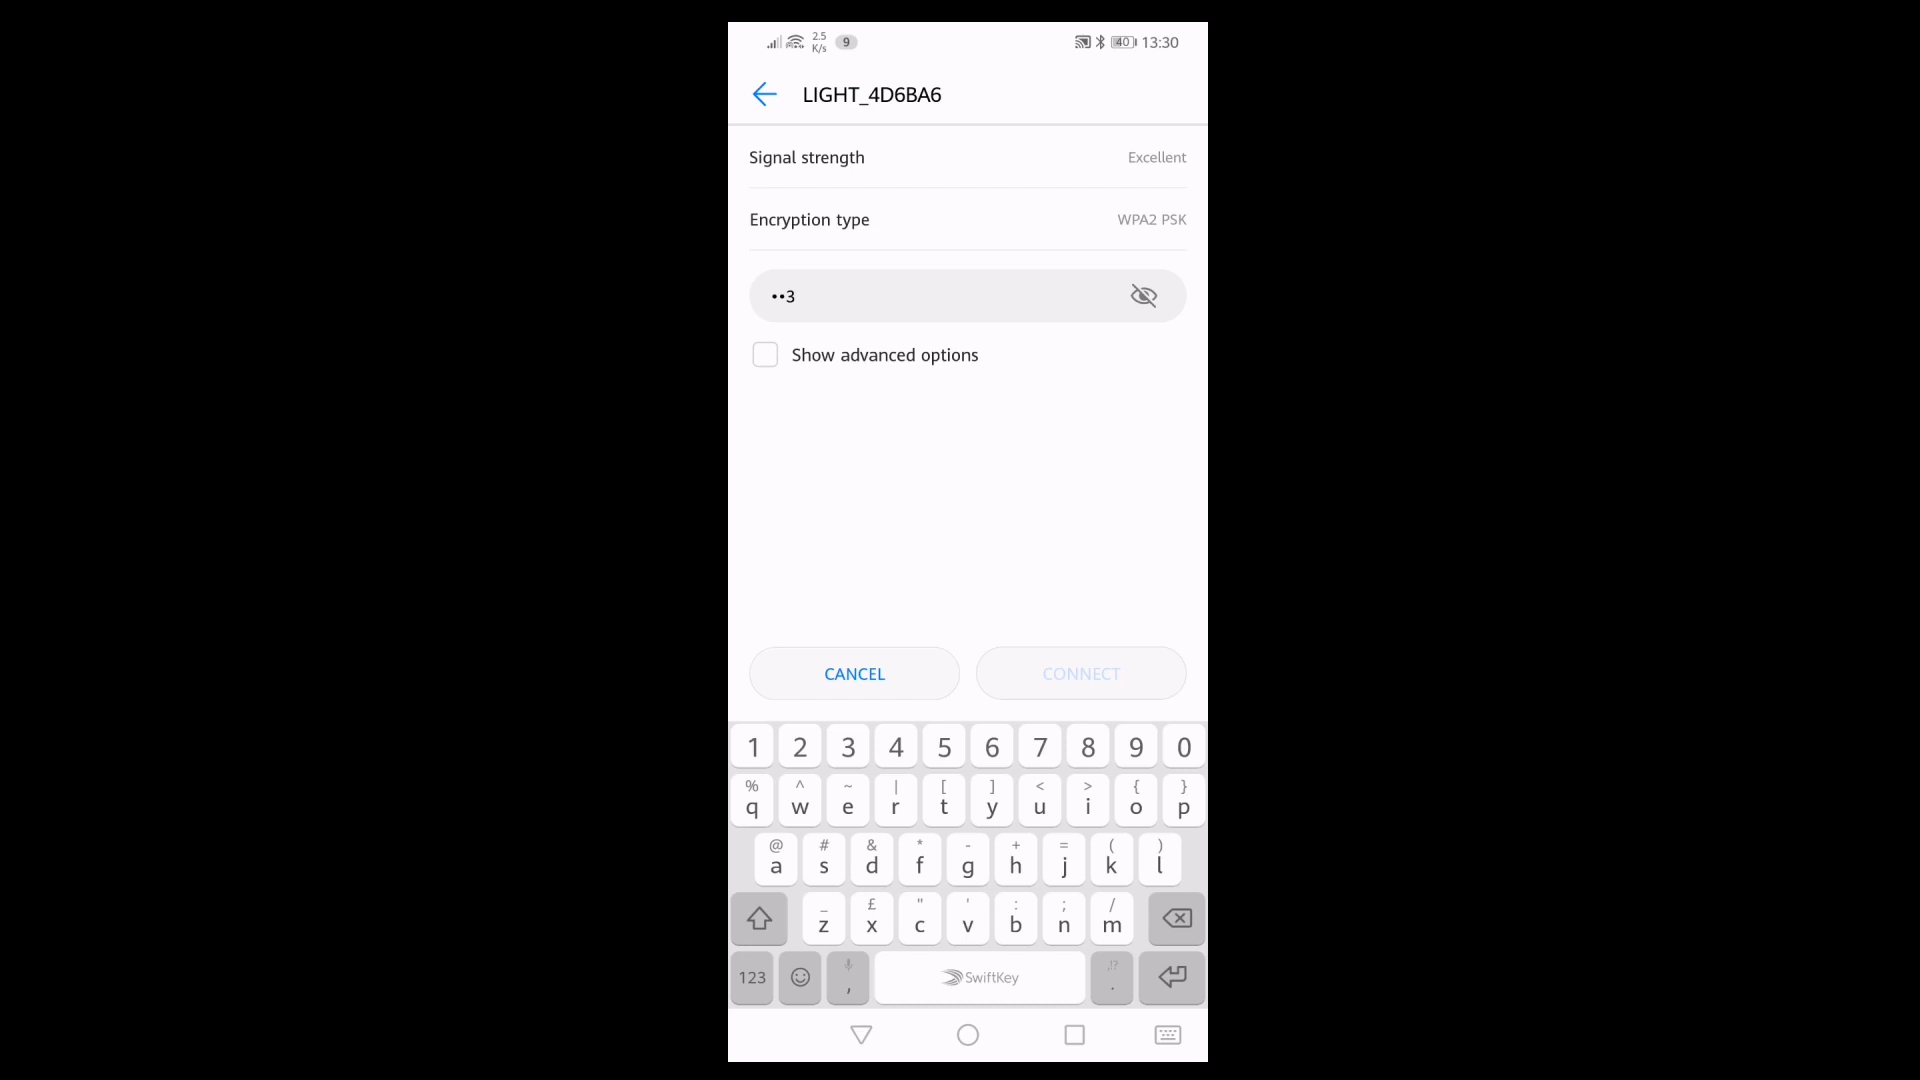 2.5
K/s
9
40
13:30
LIGHT_4D6BA6
Signal strength
Excellent
Encryption type
WPA2 PSK
••3
Show advanced options
CANCEL
CONNECT
1 2 3 4 5 6 7 8 9 0
% ^ ~ | [ ] < > { }
q w e r t y u i o p
@ # & * - + = ( )
a s d f g h j k l
_ £ " ' : ; /
z x c v b n m
,!?
123 , SwiftKey .